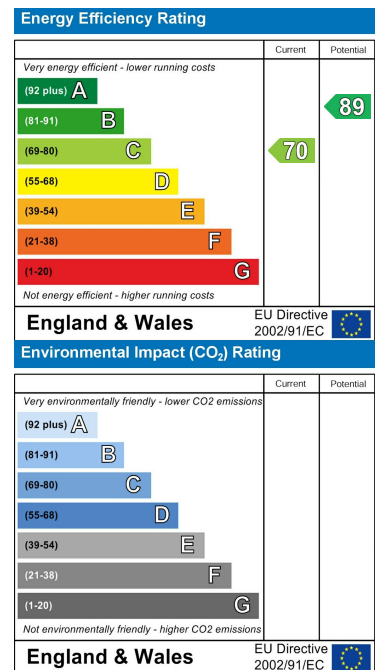 Energy Efficiency Rating
Current Potential
Very energy efficient - lower running costs
(92 plus) A
(81-91) B
89
(69-80) C
70
(55-68) D
(39-54) E
(21-38) F
(1-20) G
Not energy efficient - higher running costs
England & Wales
EU Directive
2002/91/EC
Environmental Impact (CO₂) Rating
Current Potential
Very environmentally friendly - lower CO2 emissions
(92 plus) A
(81-91) B
(69-80) C
(55-68) D
(39-54) E
(21-38) F
(1-20) G
Not environmentally friendly - higher CO2 emissions
England & Wales
EU Directive
2002/91/EC